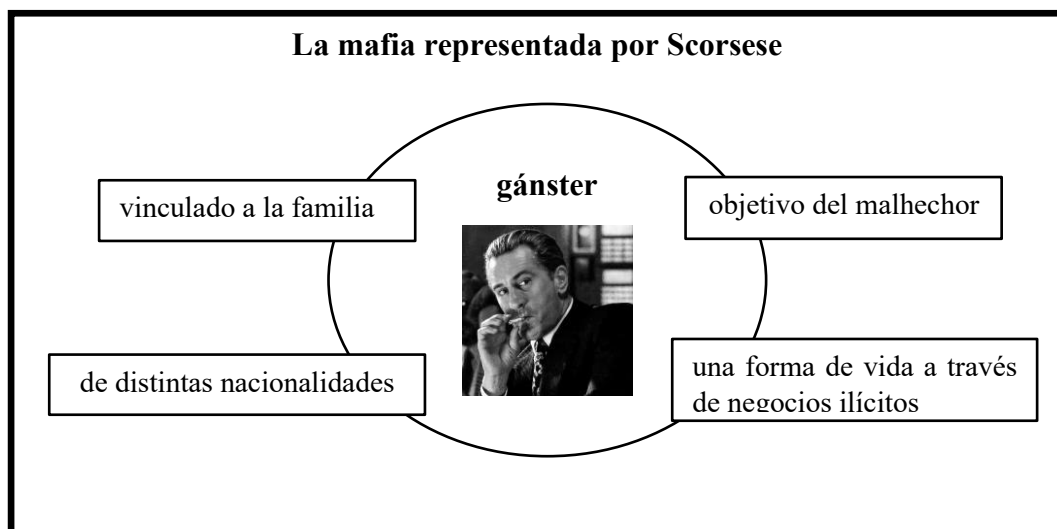 La mafia representada por Scorsese
gánster
vinculado a la familia
objetivo del malhechor
de distintas nacionalidades
una forma de vida a través
de negocios ilícitos